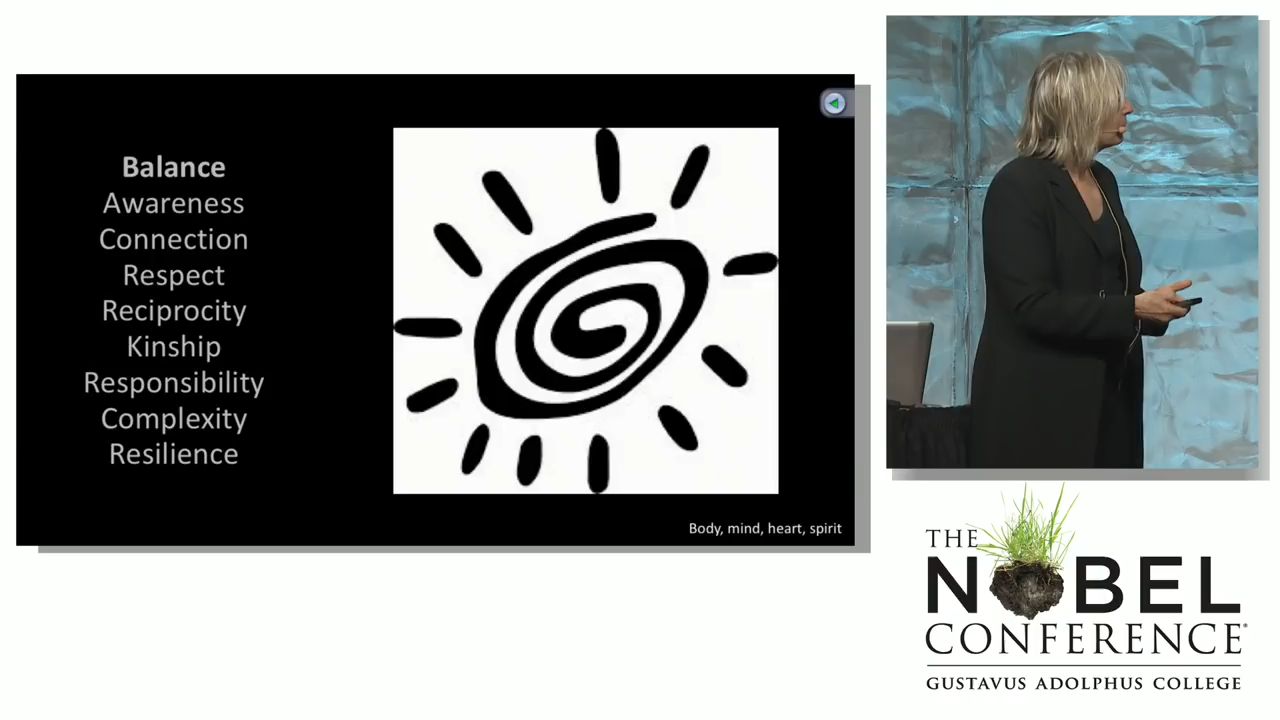 Balance
Awareness
Connection
Respect
Reciprocity
Kinship
Responsibility
Complexity
Resilience
Body, mind, heart, spirit
THE
NOBEL
CONFERENCE®
GUSTAVUS ADOLPHUS COLLEGE